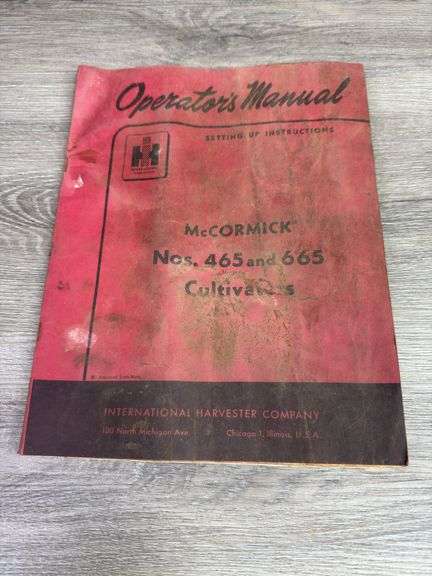 Operator's Manual
SETTING UP INSTRUCTIONS
IH
McCORMICK
Nos. 465 and 665
Cultivators
INTERNATIONAL HARVESTER COMPANY
180 North Michigan Ave. Chicago 1, Illinois, U.S.A.